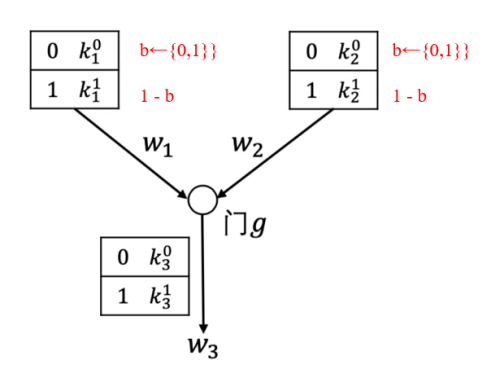 0 k₁⁰ b←{0,1}}
1 k₁¹ 1 - b
0 k₂⁰ b←{0,1}}
1 k₂¹ 1 - b
w₁
w₂
门g
0 k₃⁰
1 k₃¹
w₃